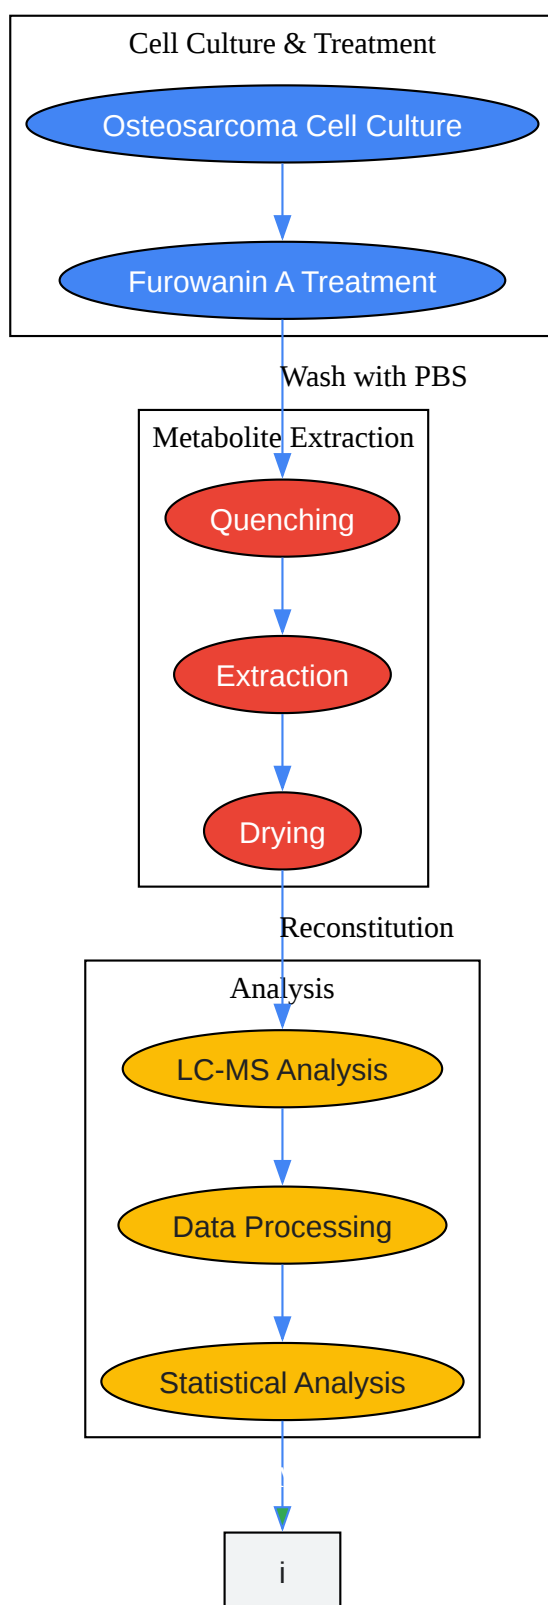 Cell Culture & Treatment
Osteosarcoma Cell Culture
Furowanin A Treatment
Wash with PBS
Metabolite Extraction
Quenching
Extraction
Drying
Reconstitution
Analysis
LC-MS Analysis
Data Processing
Statistical Analysis
i